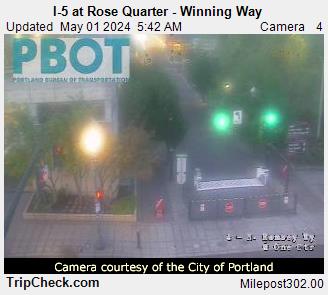 I-5 at Rose Quarter - Winning Way
Updated May 01 2024 5:42 AM Camera 4
PBOT
PORTLAND BUREAU OF TRANSPORTATION
Camera courtesy of the City of Portland
TripCheck.com Milepost302.00